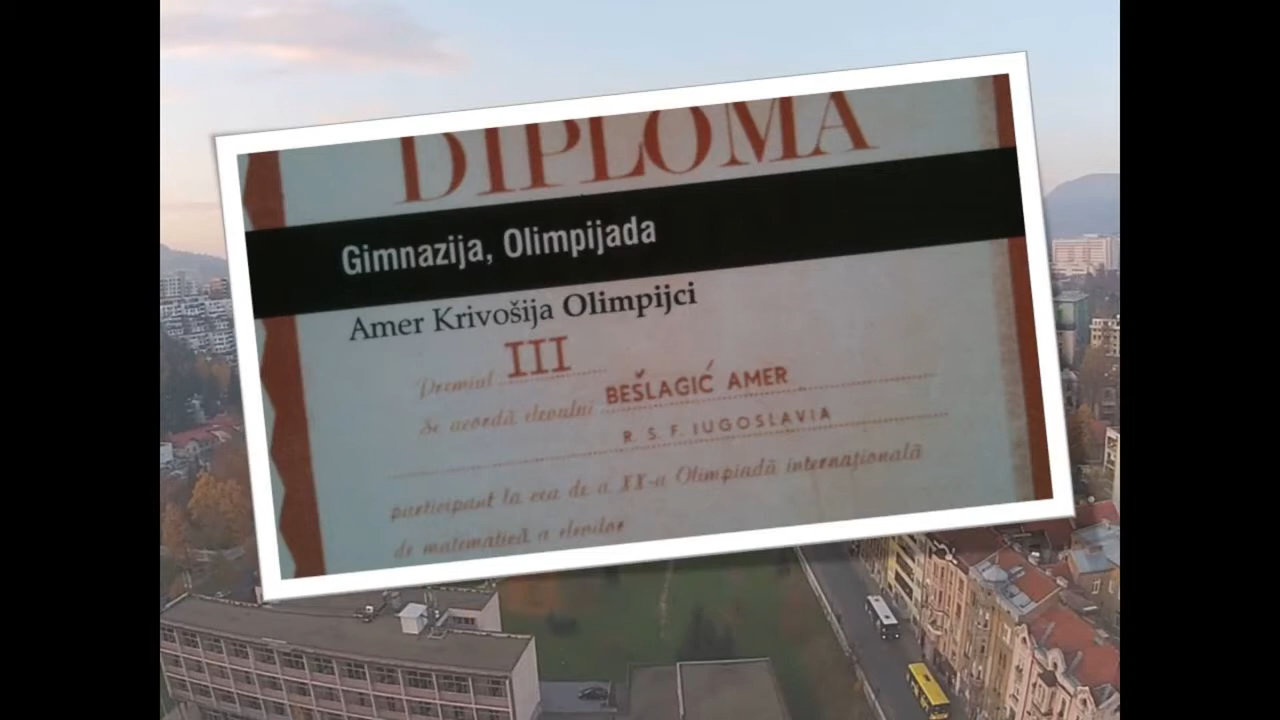 DIPLOMA
Gimnazija, Olimpijada
Amer Krivošija Olimpijci
Premiul III
se acordă elevului BEŠLAGIĆ AMER
R. S. F. IUGOSLAVIA
participant la cea de a XX-a Olimpiadă internaţională
de matematică a elevilor